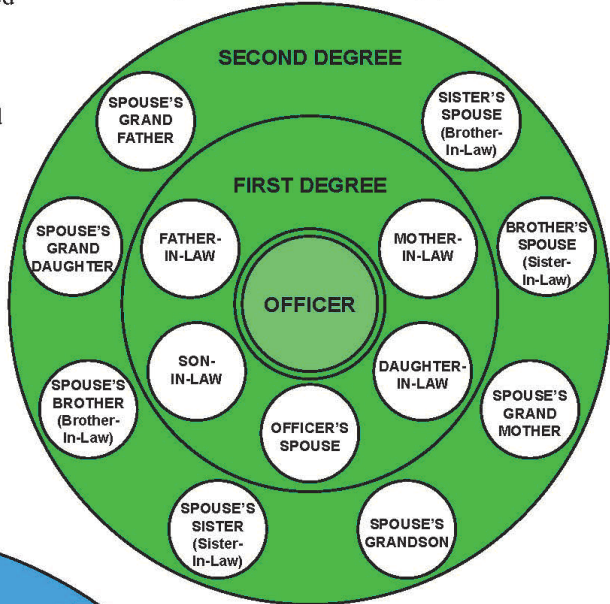 SECOND DEGREE
SPOUSE'S
GRAND
FATHER
SISTER'S
SPOUSE
(Brother-
In-Law)
FIRST DEGREE
SPOUSE'S
GRAND
DAUGHTER
FATHER-
IN-LAW
MOTHER-
IN-LAW
BROTHER'S
SPOUSE
(Sister-
In-Law)
OFFICER
SON-
IN-LAW
DAUGHTER-
IN-LAW
SPOUSE'S
BROTHER
(Brother-
In-Law)
OFFICER'S
SPOUSE
SPOUSE'S
GRAND
MOTHER
SPOUSE'S
SISTER
(Sister-
In-Law)
SPOUSE'S
GRANDSON